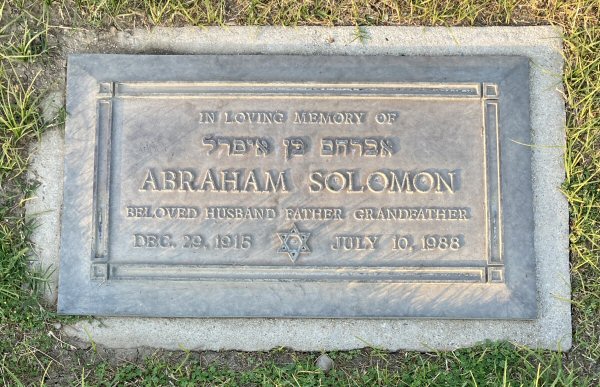 IN LOVING MEMORY OF
אברהם בן איסרל
ABRAHAM SOLOMON
BELOVED HUSBAND FATHER GRANDFATHER
DEC. 29, 1915 JULY 10, 1988